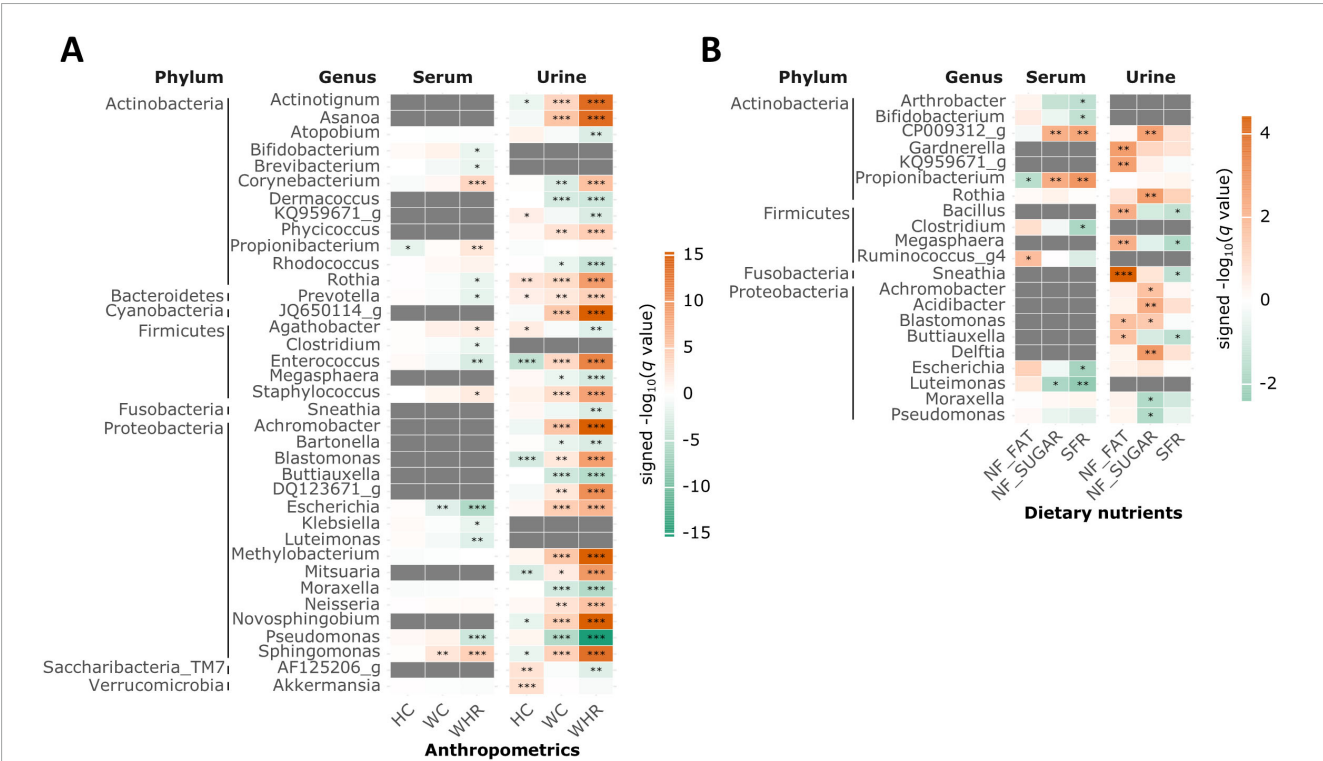 A
Phylum Genus Serum Urine
Actinobacteria Actinotignum * *** ***
Asanoa *** ***
Atopobium **
Bifidobacterium *
Brevibacterium *
Corynebacterium *** ** ***
Dermacoccus *** ***
KQ959671_g * **
Phycicoccus ** ***
Propionibacterium * **
Rhodococcus * ***
Rothia * ** *** ***
Bacteroidetes Prevotella * * ** ***
Cyanobacteria JQ650114_g *** ***
Firmicutes Agathobacter * * **
Clostridium *
Enterococcus ** *** *** ***
Megasphaera * ***
Staphylococcus * *** ***
Fusobacteria Sneathia **
Proteobacteria Achromobacter *** ***
Bartonella * **
Blastomonas *** ** ***
Buttiauxella *** ***
DQ123671_g ** ***
Escherichia ** *** *** ***
Klebsiella *
Luteimonas **
Methylobacterium *** ***
Mitsuaria ** * ***
Moraxella *** ***
Neisseria ** ***
Novosphingobium * *** ***
Pseudomonas *** *** ***
Sphingomonas ** *** * *** ***
Saccharibacteria_TM7 AF125206_g ** **
Verrucomicrobia Akkermansia ***
HC WC WHR HC WC WHR
Anthropometrics
signed -log10(q value)
15
10
5
0
-5
-10
-15
B
Phylum Genus Serum Urine
Actinobacteria Arthrobacter *
Bifidobacterium *
CP009312_g ** ** **
Gardnerella **
KQ959671_g **
Propionibacterium * ** **
Rothia **
Firmicutes Bacillus ** *
Clostridium *
Megasphaera ** *
Ruminococcus_g4 *
Fusobacteria Sneathia *** *
Proteobacteria Achromobacter *
Acidibacter **
Blastomonas * *
Buttiauxella * *
Delftia **
Escherichia *
Luteimonas * **
Moraxella *
Pseudomonas *
NF_FAT NF_SUGAR SFR NF_FAT NF_SUGAR SFR
Dietary nutrients
signed -log10(q value)
4
2
0
-2